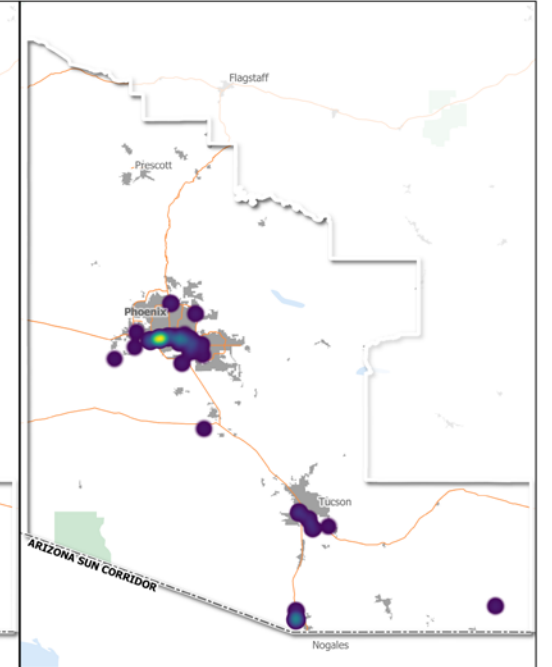 Flagstaff
Prescott
Phoenix
Tucson
ARIZONA SUN CORRIDOR
Nogales